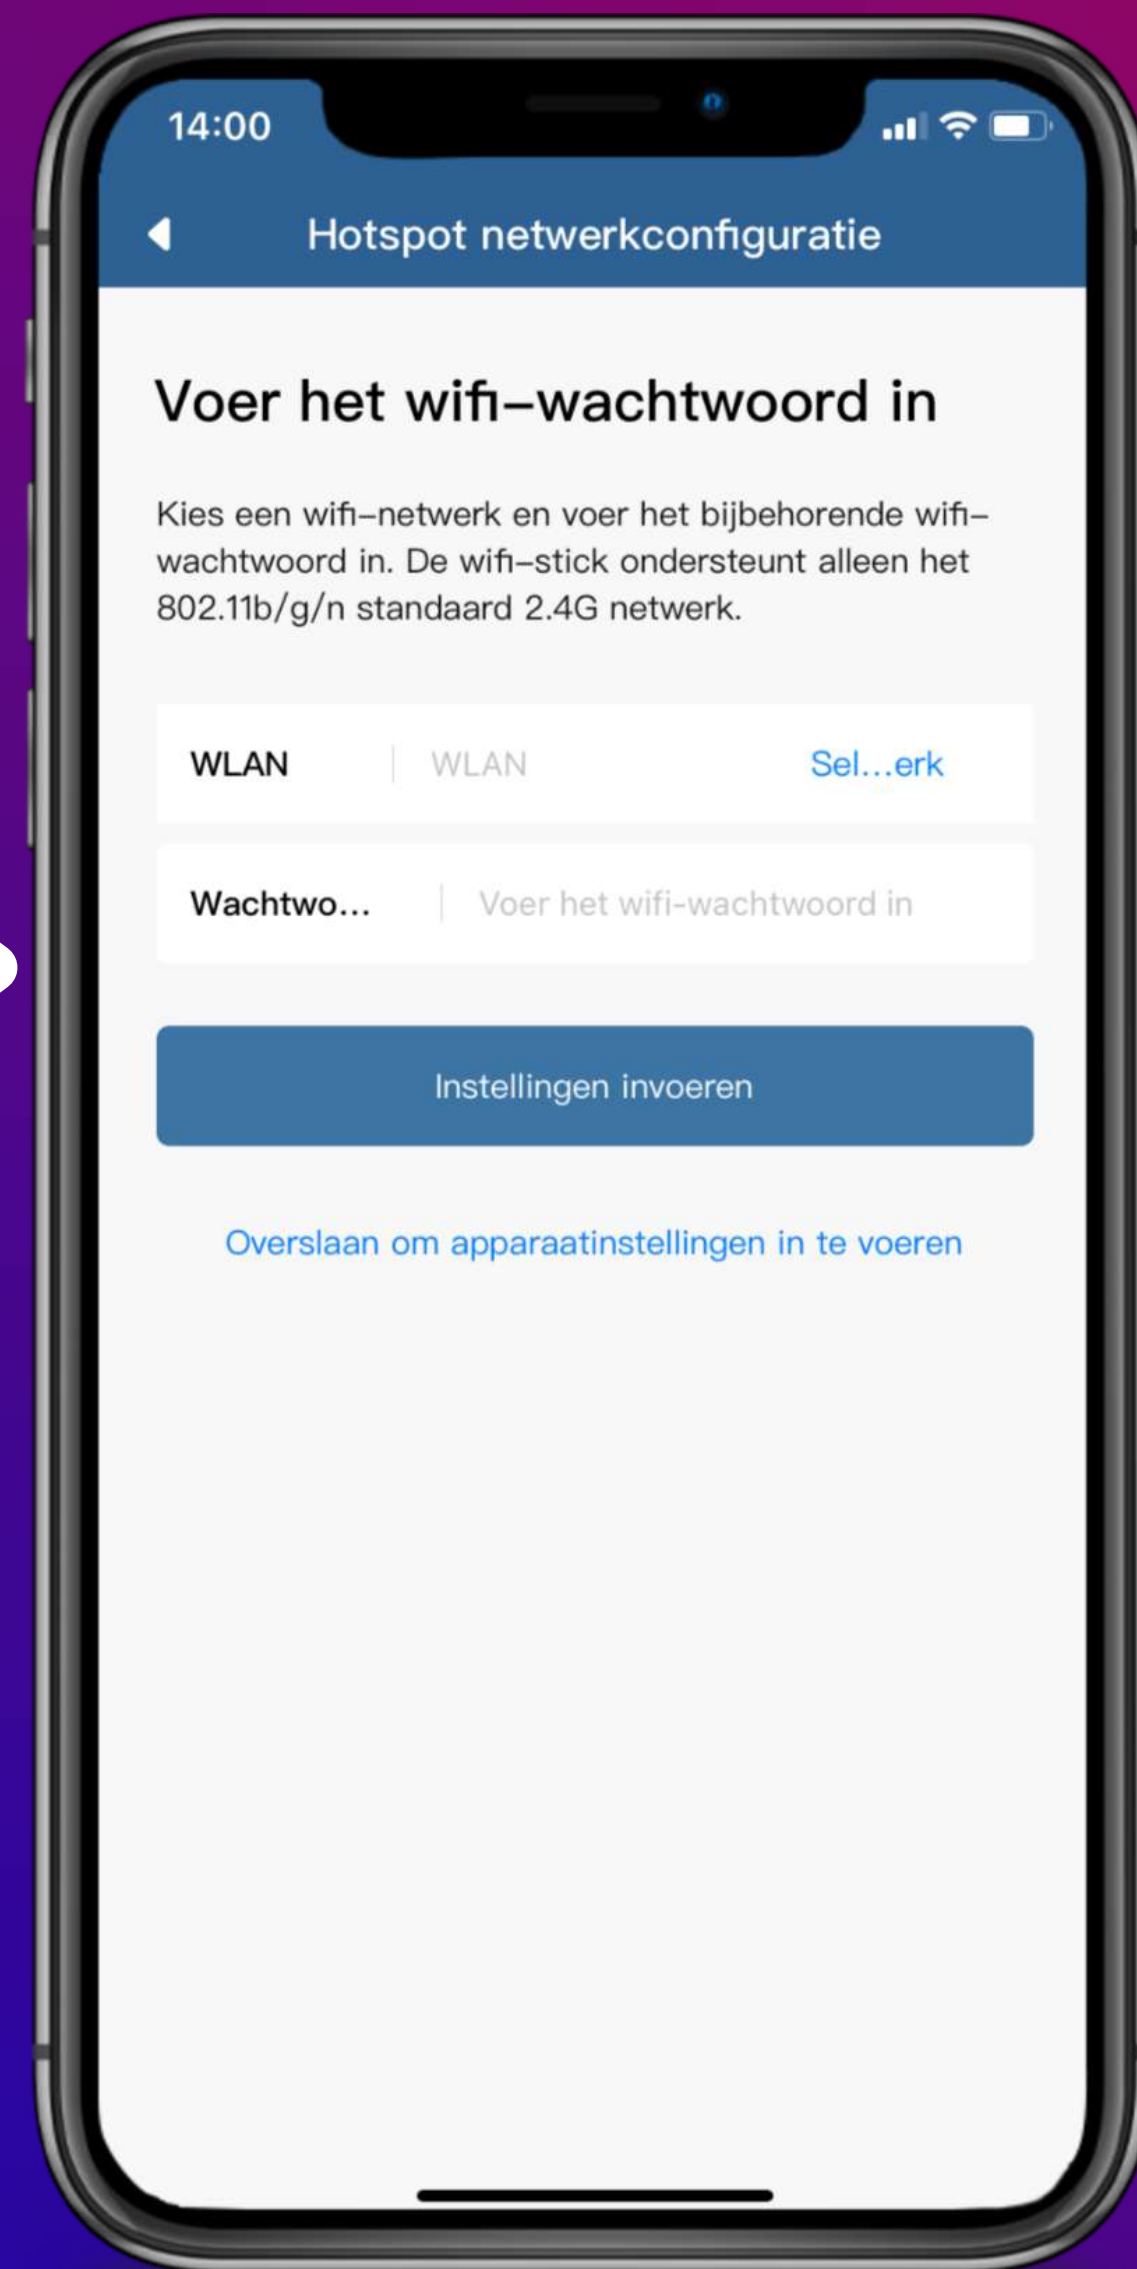 14:00
Hotspot netwerkconfiguratie
Voer het wifi–wachtwoord in
Kies een wifi–netwerk en voer het bijbehorende wifi–
wachtwoord in. De wifi–stick ondersteunt alleen het
802.11b/g/n standaard 2.4G netwerk.
WLAN WLAN Sel...erk
Wachtwo... Voer het wifi-wachtwoord in
Instellingen invoeren
Overslaan om apparaatinstellingen in te voeren